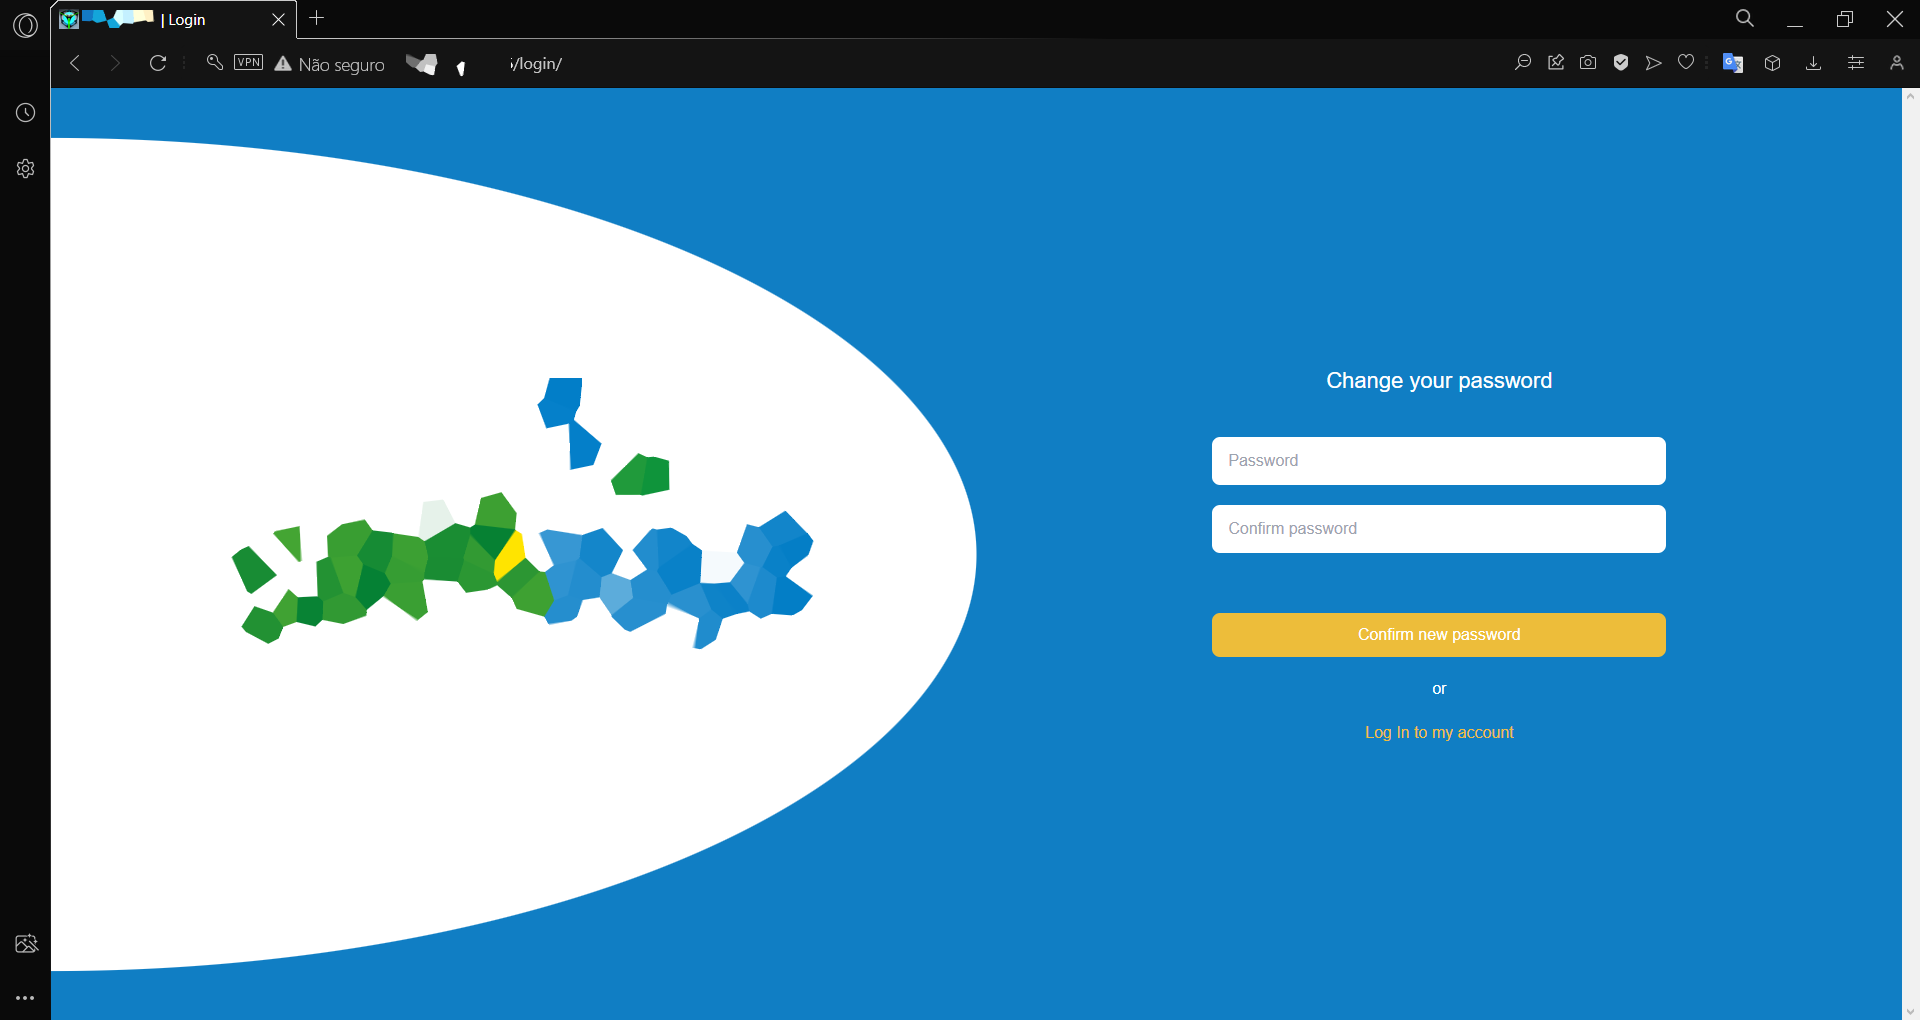 | Login
VPN
Não seguro
/login/
Change your password
Password
Confirm password
Confirm new password
or
Log In to my account